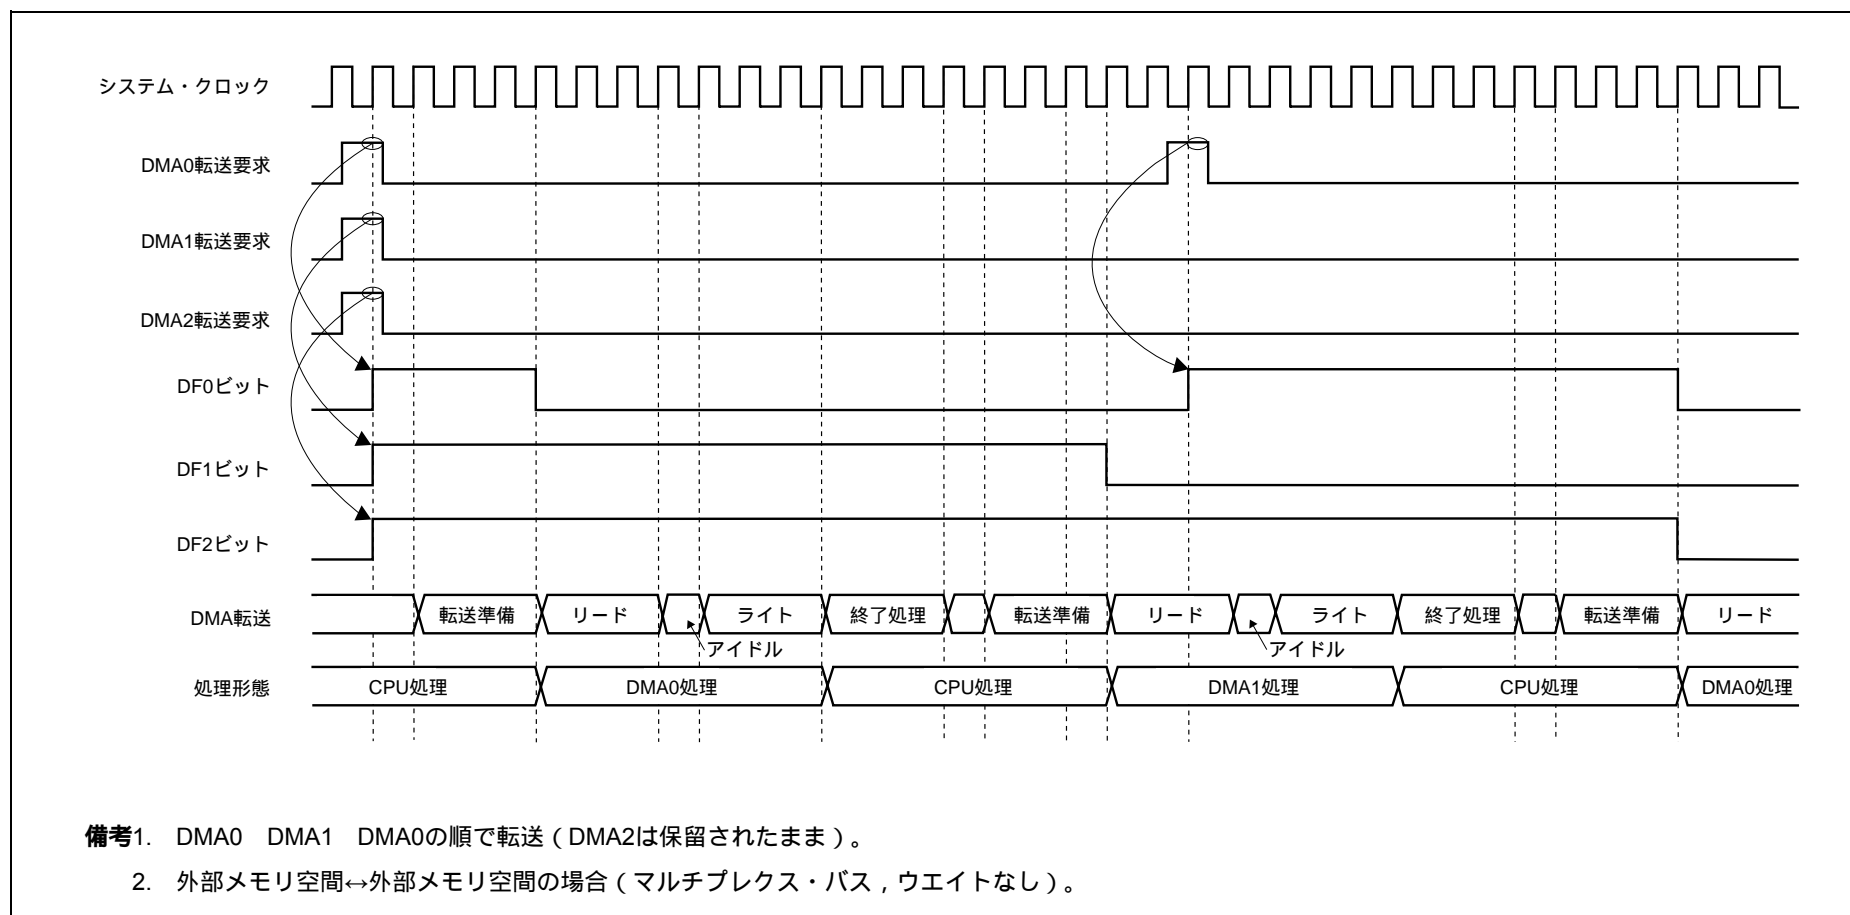 システム・クロック
DMA0転送要求
DMA1転送要求
DMA2転送要求
DF0ビット
DF1ビット
DF2ビット
DMA転送 転送準備 リード ライト 終了処理 転送準備 リード ライト 終了処理 転送準備 リード
アイドル アイドル
処理形態 CPU処理 DMA0処理 CPU処理 DMA1処理 CPU処理 DMA0処理
備考1. DMA0 DMA1 DMA0の順で転送(DMA2は保留されたまま)。
2. 外部メモリ空間↔外部メモリ空間の場合(マルチプレクス・バス,ウエイトなし)。